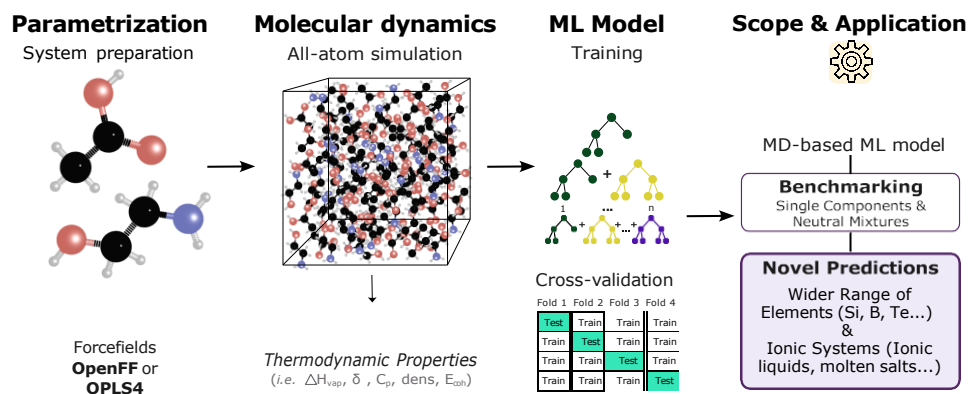 Parametrization
System preparation
Forcefields
OpenFF or
OPLS4
Molecular dynamics
All-atom simulation
Thermodynamic Properties
(i.e. △Hvap, δ , Cp, dens, Ecoh)
ML Model
Training
+
...
1 n
+ + ... +
Cross-validation
Fold 1 Fold 2 Fold 3 Fold 4
Test Train Train Train
Train Test Train Train
Train Train Test Train
Train Train Train Test
Scope & Application
MD-based ML model
Benchmarking
Single Components &
Neutral Mixtures
Novel Predictions
Wider Range of
Elements (Si, B, Te...)
&
Ionic Systems (Ionic
liquids, molten salts...)